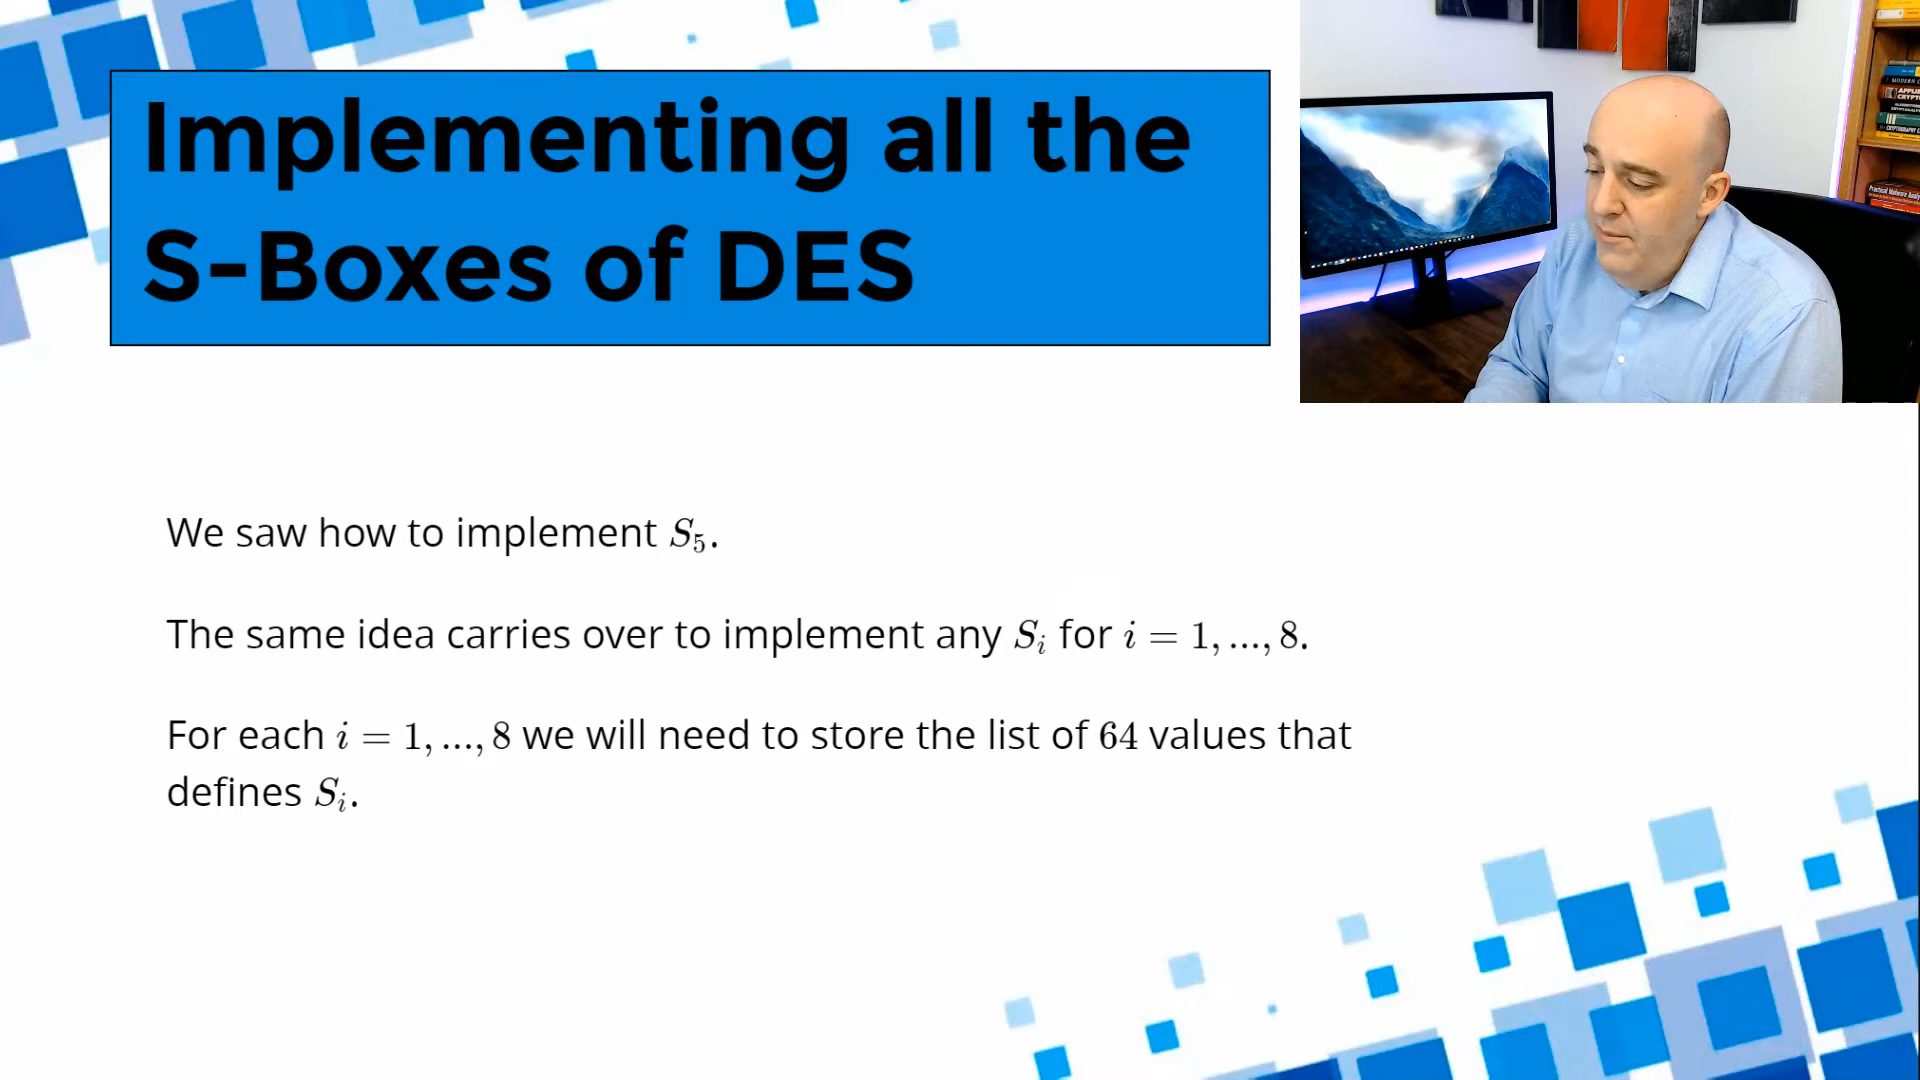 Implementing all the
S-Boxes of DES
We saw how to implement S₅.
The same idea carries over to implement any Sᵢ for i = 1, ..., 8.
For each i = 1, ..., 8 we will need to store the list of 64 values that
defines Sᵢ.